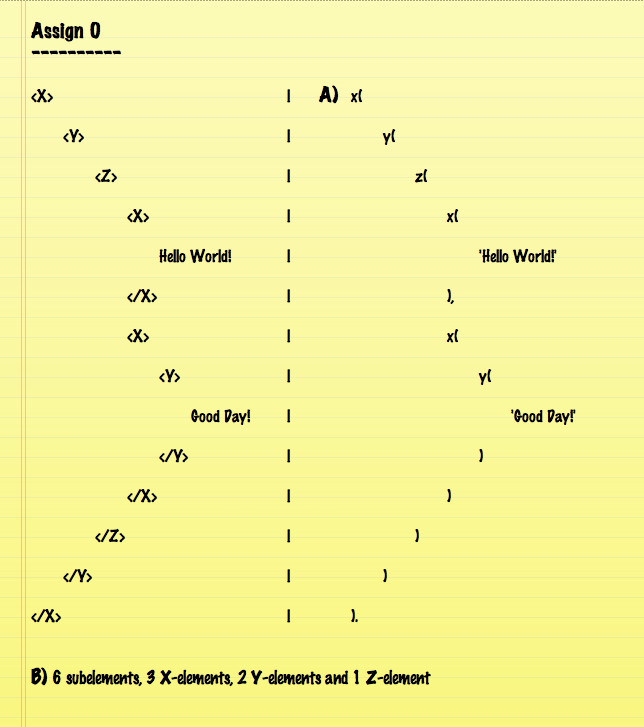 Assign 0
----------
<X> | A) x(
<Y> | y(
<Z> | z(
<X> | x(
Hello World! | 'Hello World!'
</X> | ),
<X> | x(
<Y> | y(
Good Day! | 'Good Day!'
</Y> | )
</X> | )
</Z> | )
</Y> | )
</X> | ).
B) 6 subelements, 3 X-elements, 2 Y-elements and 1 Z-element